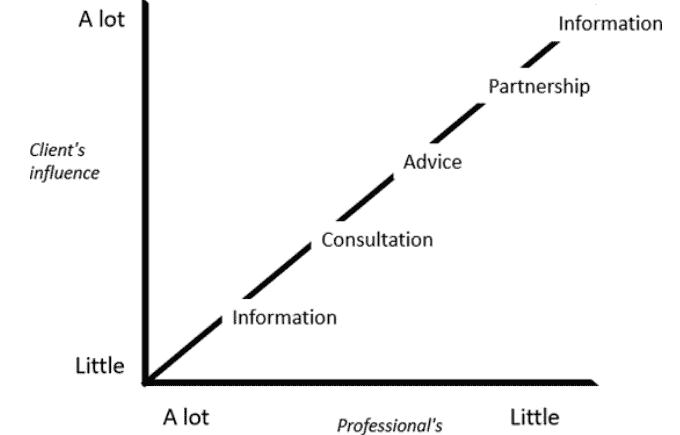 A lot
Information
Partnership
Client's
influence
Advice
Consultation
Information
Little
A lot
Professional's
Little